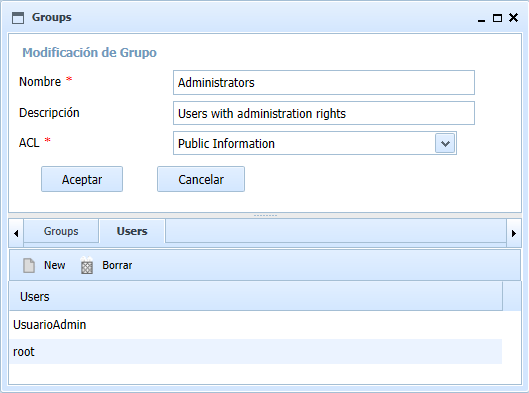 Groups
Modificación de Grupo
Nombre *
Administrators
Descripción
Users with administration rights
ACL *
Public Information
Aceptar
Cancelar
Groups
Users
New
Borrar
Users
UsuarioAdmin
root